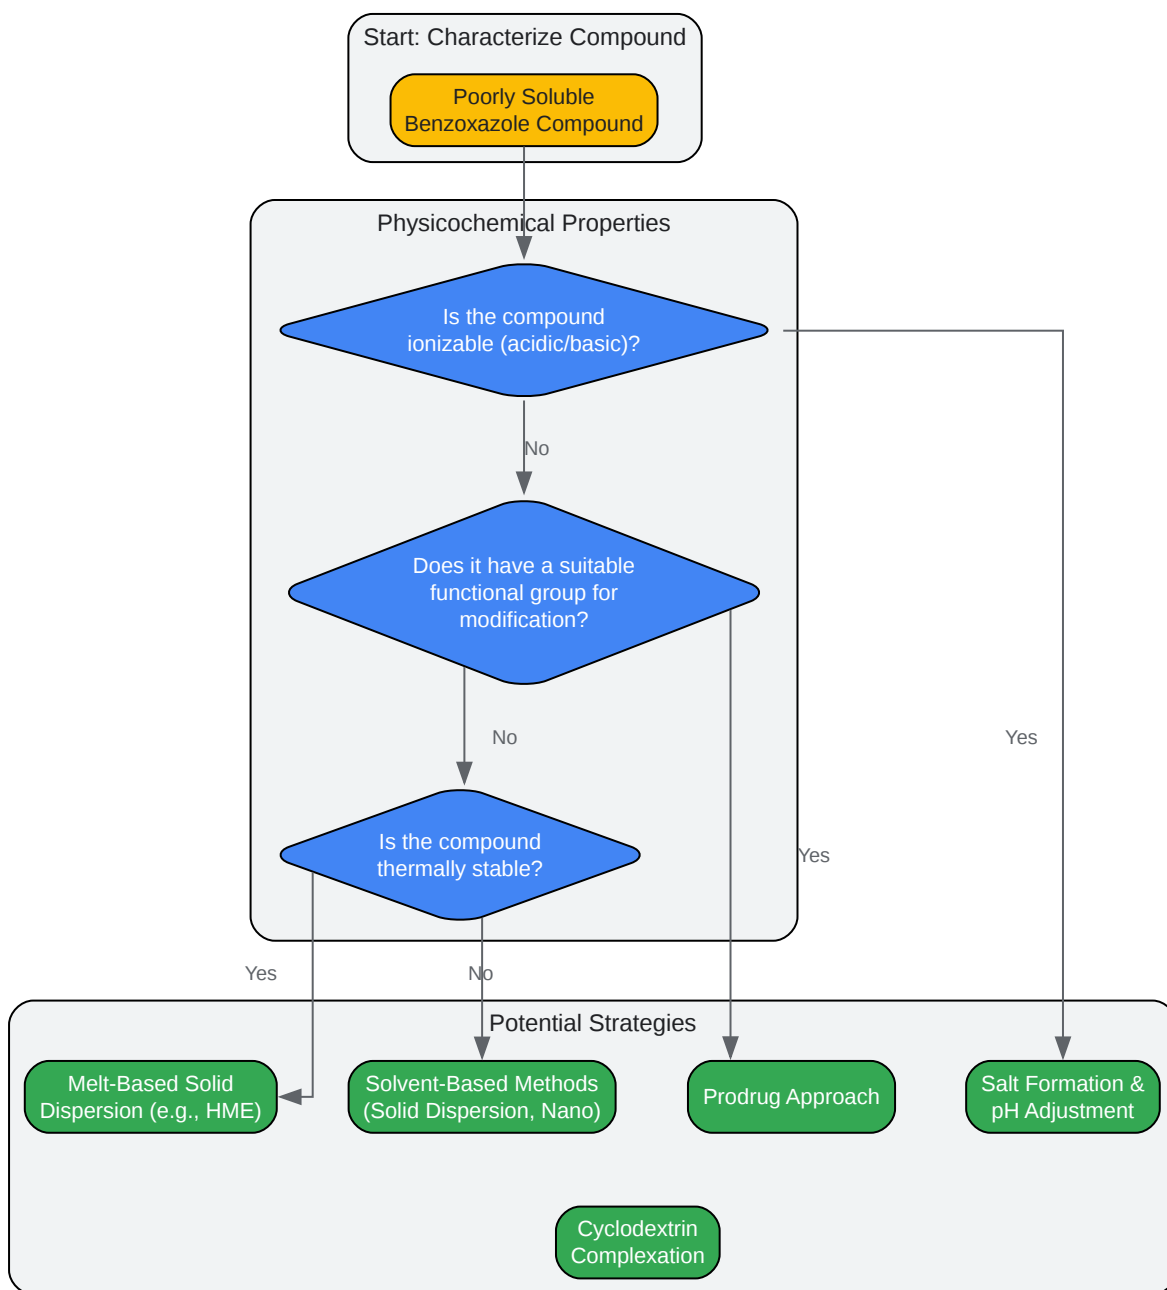 Start: Characterize Compound
Poorly Soluble
Benzoxazole Compound
Physicochemical Properties
Is the compound
ionizable (acidic/basic)?
No
Does it have a suitable
functional group for
modification?
No
Yes
Is the compound
thermally stable?
Yes
Yes
No
Potential Strategies
Melt-Based Solid
Dispersion (e.g., HME)
Solvent-Based Methods
(Solid Dispersion, Nano)
Prodrug Approach
Salt Formation &
pH Adjustment
Cyclodextrin
Complexation